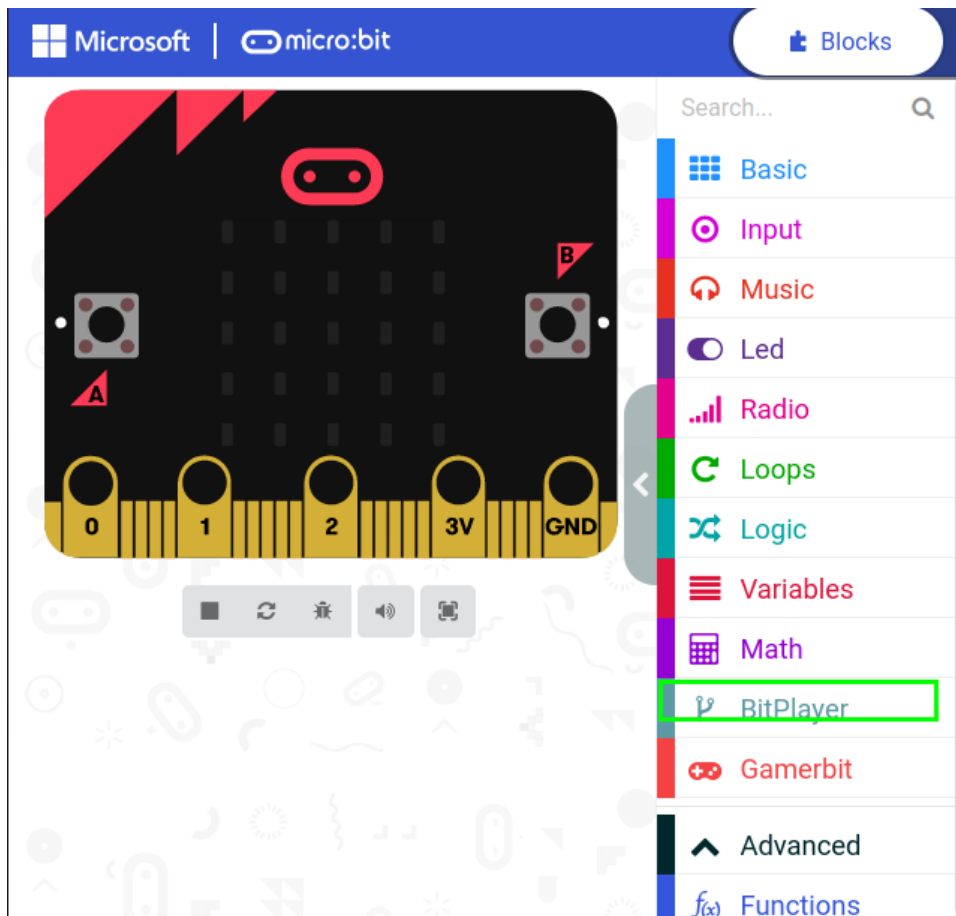 Microsoft micro:bit Blocks
Search...
Basic
Input
B
Music
Led
A
Radio
Loops
0 1 2 3V GND
Logic
Variables
Math
BitPlayer
Gamerbit
Advanced
f(x) Functions